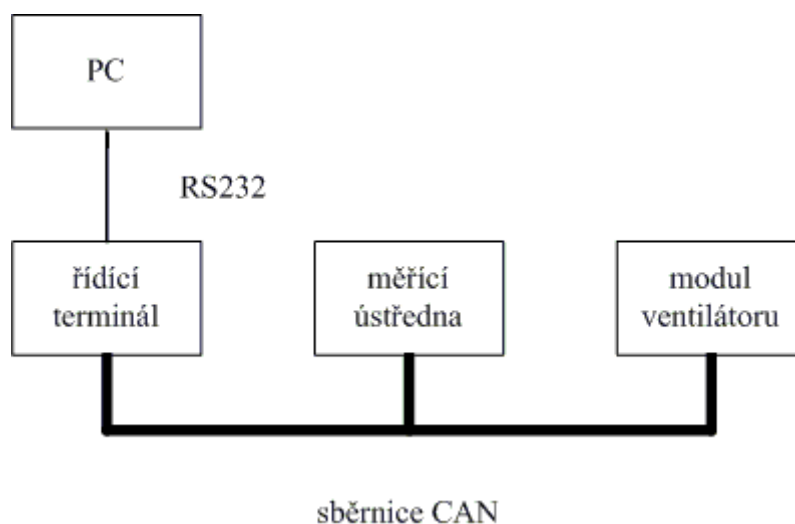 PC
RS232
řídící
terminál
měřící
ústředna
modul
ventilátoru
sběrnice CAN